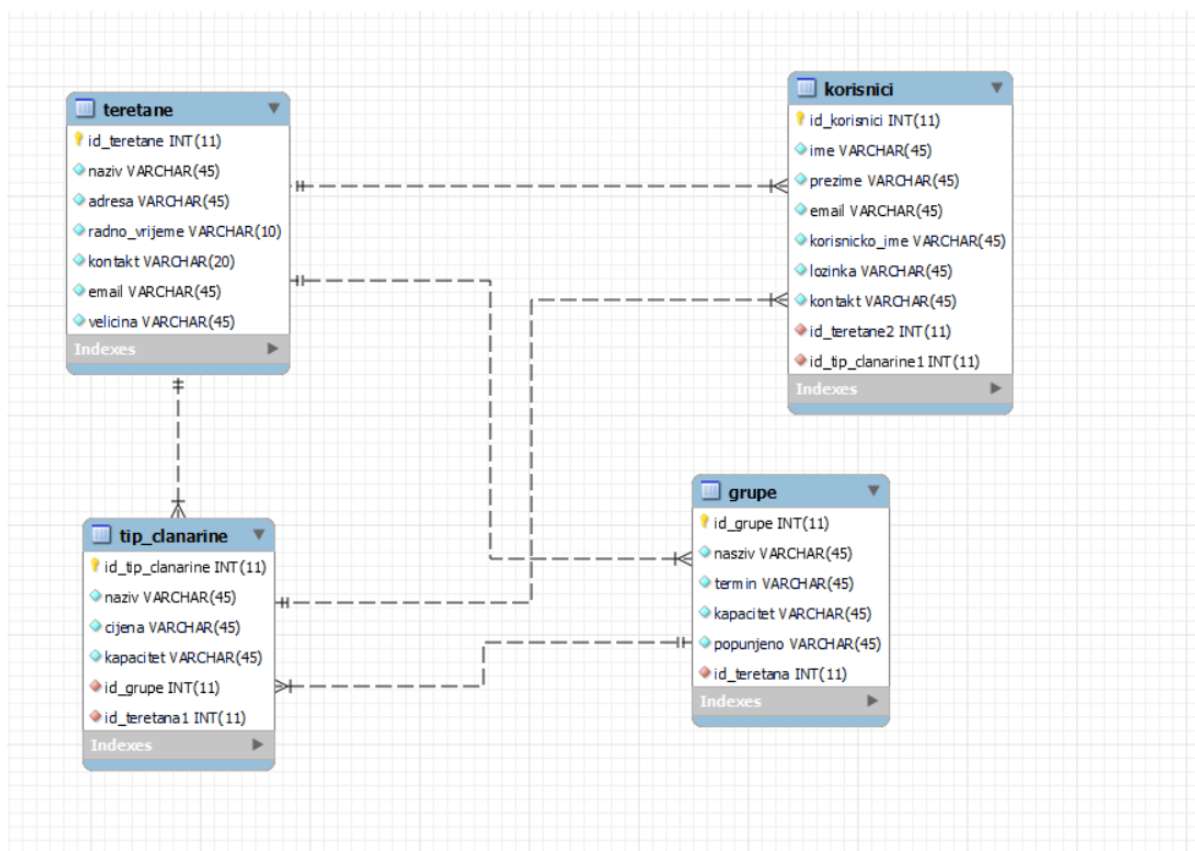 teretane
id_teretane INT(11)
naziv VARCHAR(45)
adresa VARCHAR(45)
radno_vrijeme VARCHAR(10)
kontakt VARCHAR(20)
email VARCHAR(45)
velicina VARCHAR(45)
Indexes
korisnici
id_korisnici INT(11)
ime VARCHAR(45)
prezime VARCHAR(45)
email VARCHAR(45)
korisnicko_ime VARCHAR(45)
lozinka VARCHAR(45)
kontakt VARCHAR(45)
id_teretane2 INT(11)
id_tip_clanarine1 INT(11)
Indexes
tip_clanarine
id_tip_clanarine INT(11)
naziv VARCHAR(45)
cijena VARCHAR(45)
kapacitet VARCHAR(45)
id_grupe INT(11)
id_teretana1 INT(11)
Indexes
grupe
id_grupe INT(11)
nasziv VARCHAR(45)
termin VARCHAR(45)
kapacitet VARCHAR(45)
popunjeno VARCHAR(45)
id_teretana INT(11)
Indexes